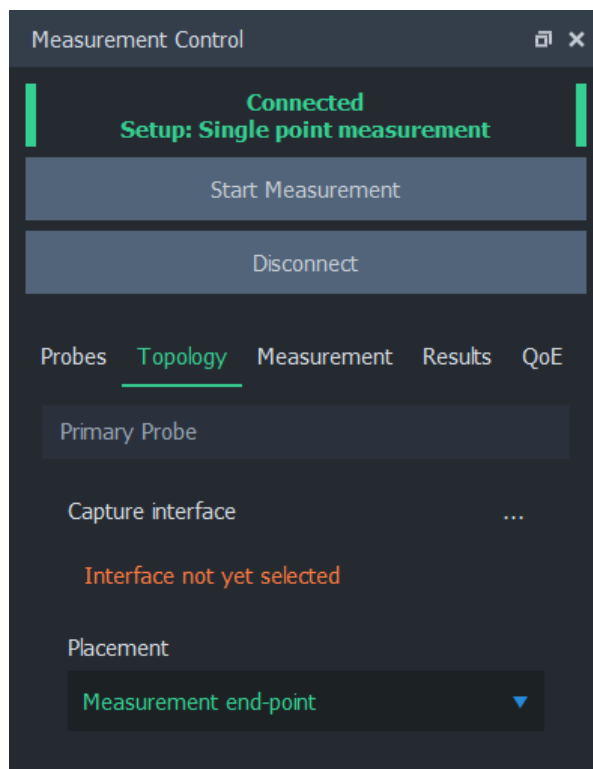 Measurement Control
Connected
Setup: Single point measurement
Start Measurement
Disconnect
Probes Topology Measurement Results QoE
Primary Probe
Capture interface ...
Interface not yet selected
Placement
Measurement end-point